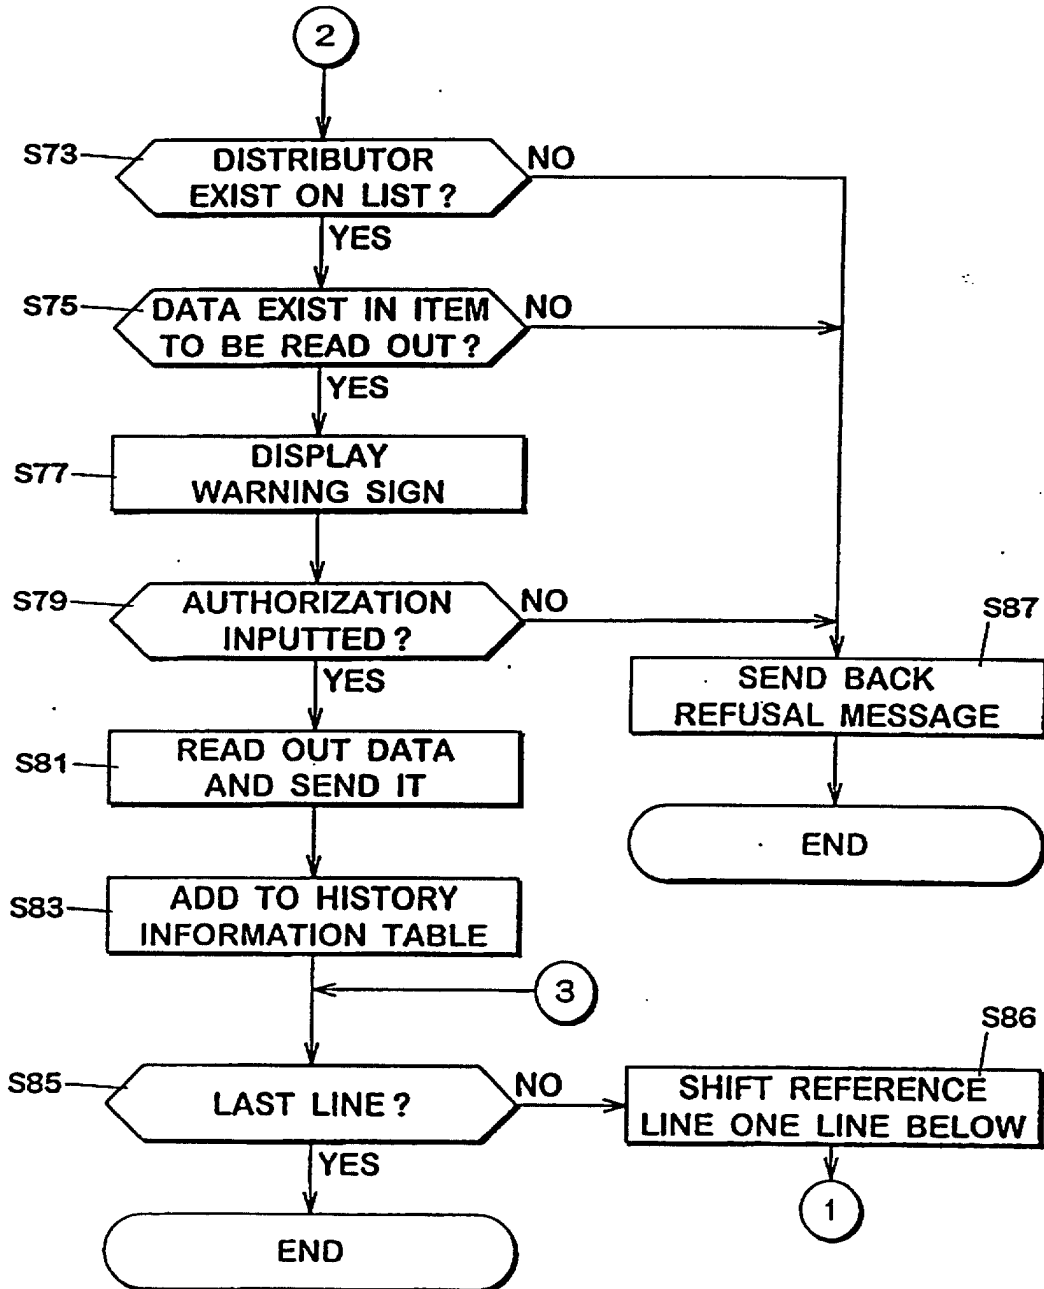 2
S73
DISTRIBUTOR
EXIST ON LIST?
NO
YES
S75
DATA EXIST IN ITEM
TO BE READ OUT?
NO
YES
S77
DISPLAY
WARNING SIGN
S79
AUTHORIZATION
INPUTTED?
NO
YES
S87
SEND BACK
REFUSAL MESSAGE
S81
READ OUT DATA
AND SEND IT
END
S83
ADD TO HISTORY
INFORMATION TABLE
3
S86
S85
LAST LINE?
NO
SHIFT REFERENCE
LINE ONE LINE BELOW
YES
1
END